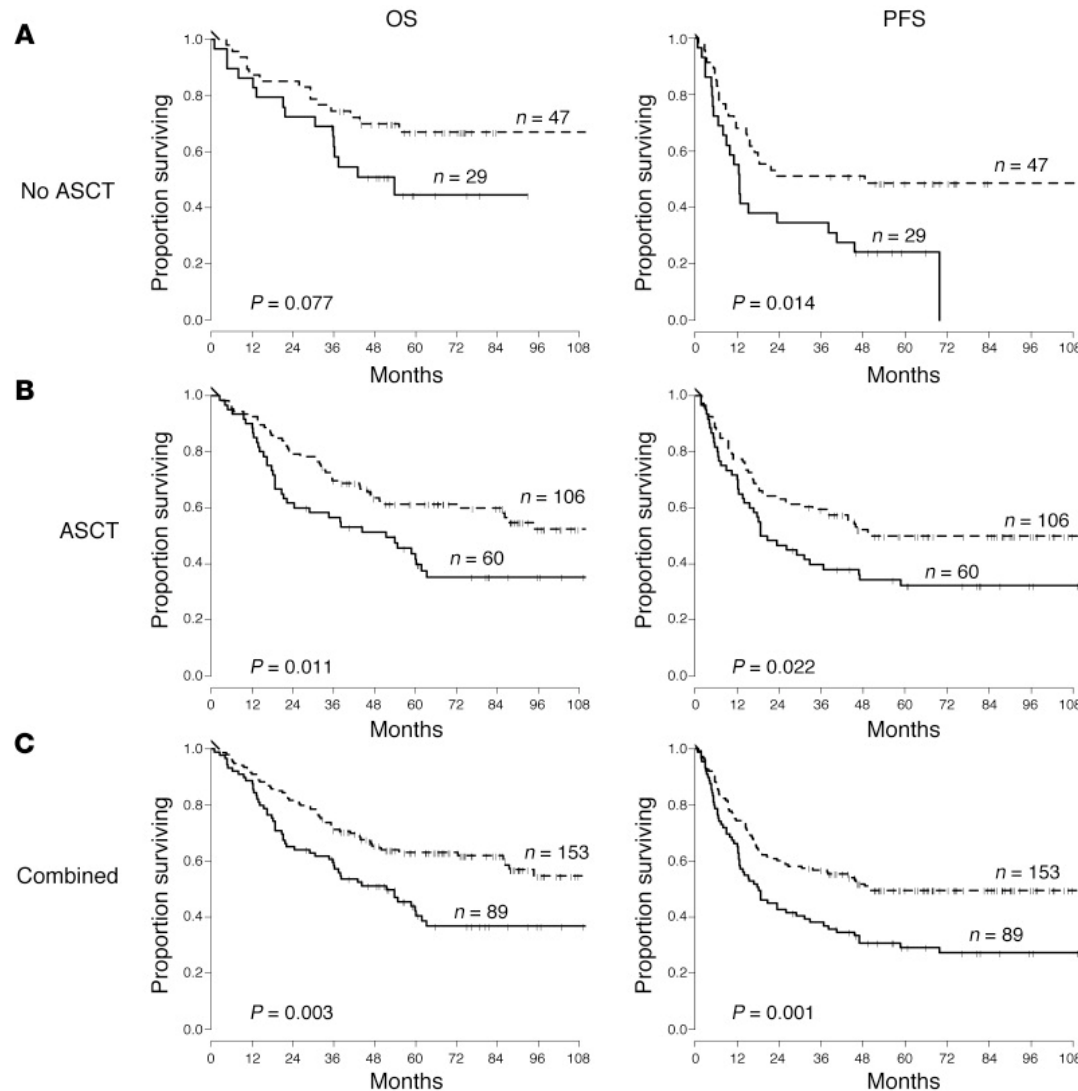 OS
PFS
A
No ASCT
Proportion surviving
1.0
0.8
0.6
0.4
0.2
0.0
n = 47
n = 29
P = 0.077
0 12 24 36 48 60 72 84 96 108
Months
Proportion surviving
1.0
0.8
0.6
0.4
0.2
0.0
n = 47
n = 29
P = 0.014
0 12 24 36 48 60 72 84 96 108
Months
B
ASCT
Proportion surviving
1.0
0.8
0.6
0.4
0.2
0.0
n = 106
n = 60
P = 0.011
0 12 24 36 48 60 72 84 96 108
Months
Proportion surviving
1.0
0.8
0.6
0.4
0.2
0.0
n = 106
n = 60
P = 0.022
0 12 24 36 48 60 72 84 96 108
Months
C
Combined
Proportion surviving
1.0
0.8
0.6
0.4
0.2
0.0
n = 153
n = 89
P = 0.003
0 12 24 36 48 60 72 84 96 108
Months
Proportion surviving
1.0
0.8
0.6
0.4
0.2
0.0
n = 153
n = 89
P = 0.001
0 12 24 36 48 60 72 84 96 108
Months